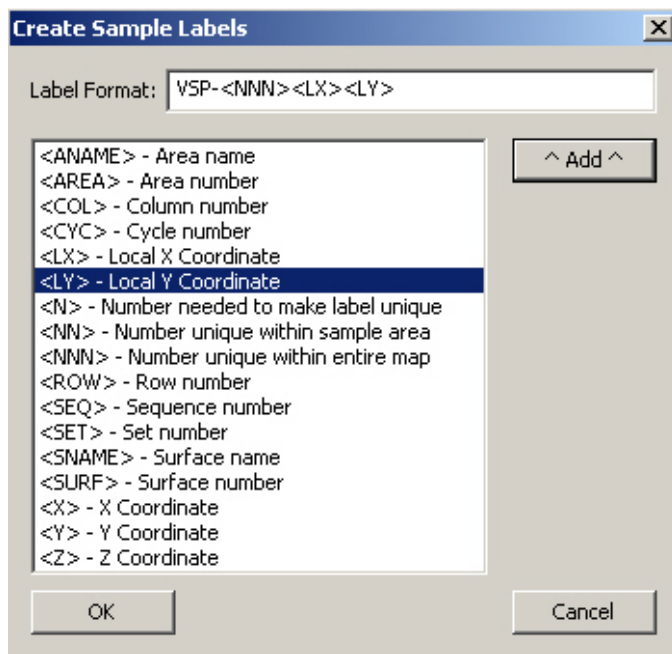 Create Sample Labels
Label Format: VSP-<NNN><LX><LY>
<ANAME> - Area name
<AREA> - Area number
<COL> - Column number
<CYC> - Cycle number
<LX> - Local X Coordinate
<LY> - Local Y Coordinate
<N> - Number needed to make label unique
<NN> - Number unique within sample area
<NNN> - Number unique within entire map
<ROW> - Row number
<SEQ> - Sequence number
<SET> - Set number
<SNAME> - Surface name
<SURF> - Surface number
<X> - X Coordinate
<Y> - Y Coordinate
<Z> - Z Coordinate
^ Add ^
OK
Cancel